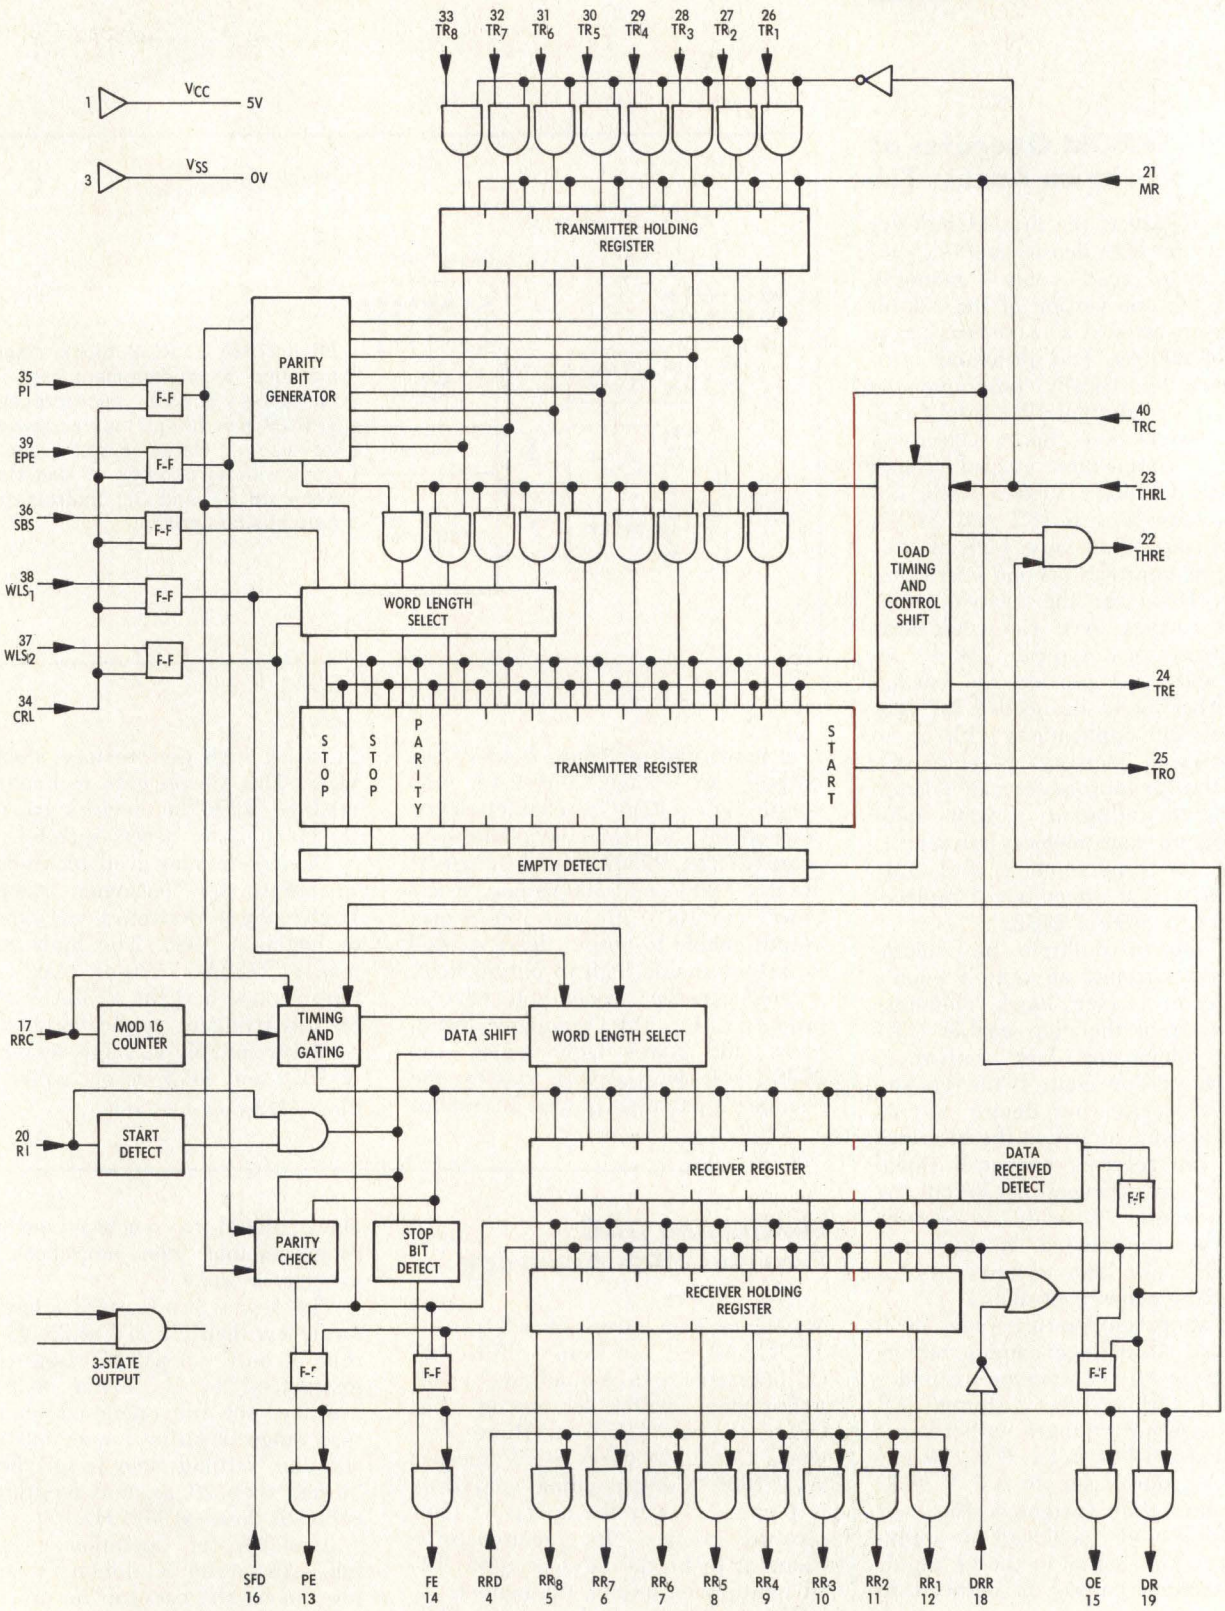 33 32 31 30 29 28 27 26
TR8 TR7 TR6 TR5 TR4 TR3 TR2 TR1
1 VCC 5V
3 VSS 0V
21
MR
TRANSMITTER HOLDING
REGISTER
PARITY
BIT
GENERATOR
35
PI
F-F
39
EPE
F-F
36
SBS
F-F
38
WLS1
F-F
37
WLS2
F-F
34
CRL
40
TRC
23
THRL
22
THRE
LOAD
TIMING
AND
CONTROL
SHIFT
WORD LENGTH
SELECT
24
TRE
STOP
STOP
PARITY
TRANSMITTER REGISTER
START
25
TRO
EMPTY DETECT
17
RRC
MOD 16
COUNTER
TIMING
AND
GATING
DATA SHIFT
WORD LENGTH SELECT
20
RI
START
DETECT
RECEIVER REGISTER
DATA
RECEIVED
DETECT
F-F
PARITY
CHECK
STOP
BIT
DETECT
RECEIVER HOLDING
REGISTER
3-STATE
OUTPUT
F-F
F-F
F-F
SFD PE FE RRD RR8 RR7 RR6 RR5 RR4 RR3 RR2 RR1 DRR OE DR
16 13 14 4 5 6 7 8 9 10 11 12 18 15 19